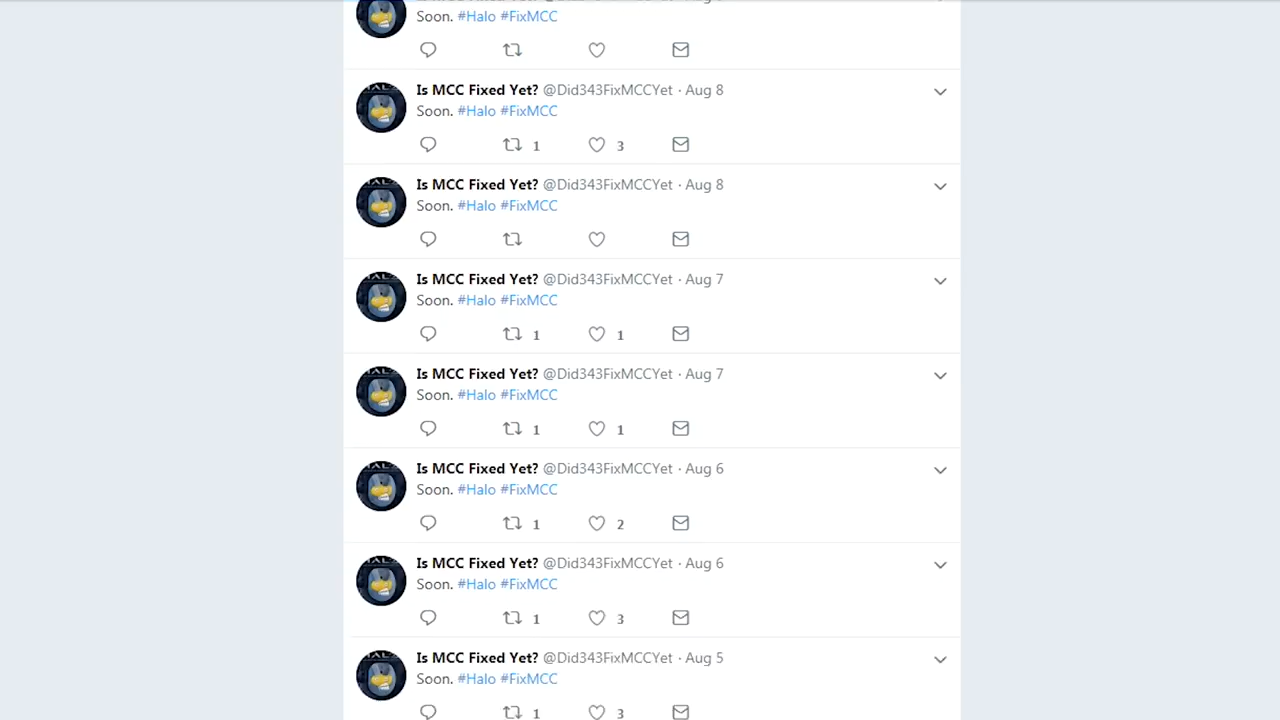 Soon. #Halo #FixMCC
Is MCC Fixed Yet? @Did343FixMCCYet · Aug 8
Soon. #Halo #FixMCC
1 3
Is MCC Fixed Yet? @Did343FixMCCYet · Aug 8
Soon. #Halo #FixMCC
Is MCC Fixed Yet? @Did343FixMCCYet · Aug 7
Soon. #Halo #FixMCC
1 1
Is MCC Fixed Yet? @Did343FixMCCYet · Aug 7
Soon. #Halo #FixMCC
1 1
Is MCC Fixed Yet? @Did343FixMCCYet · Aug 6
Soon. #Halo #FixMCC
1 2
Is MCC Fixed Yet? @Did343FixMCCYet · Aug 6
Soon. #Halo #FixMCC
1 3
Is MCC Fixed Yet? @Did343FixMCCYet · Aug 5
Soon. #Halo #FixMCC
1 3